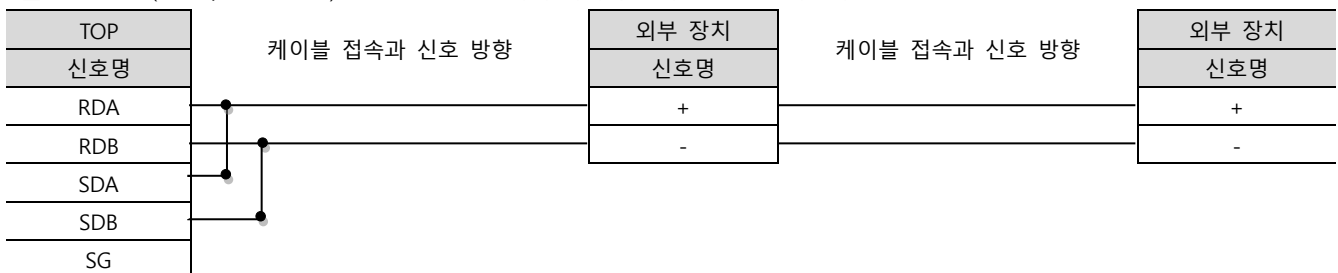 TOP 케이블 접속과 신호 방향 외부 장치 케이블 접속과 신호 방향 외부 장치
신호명 신호명 신호명
RDA + +
RDB - -
SDA
SDB
SG